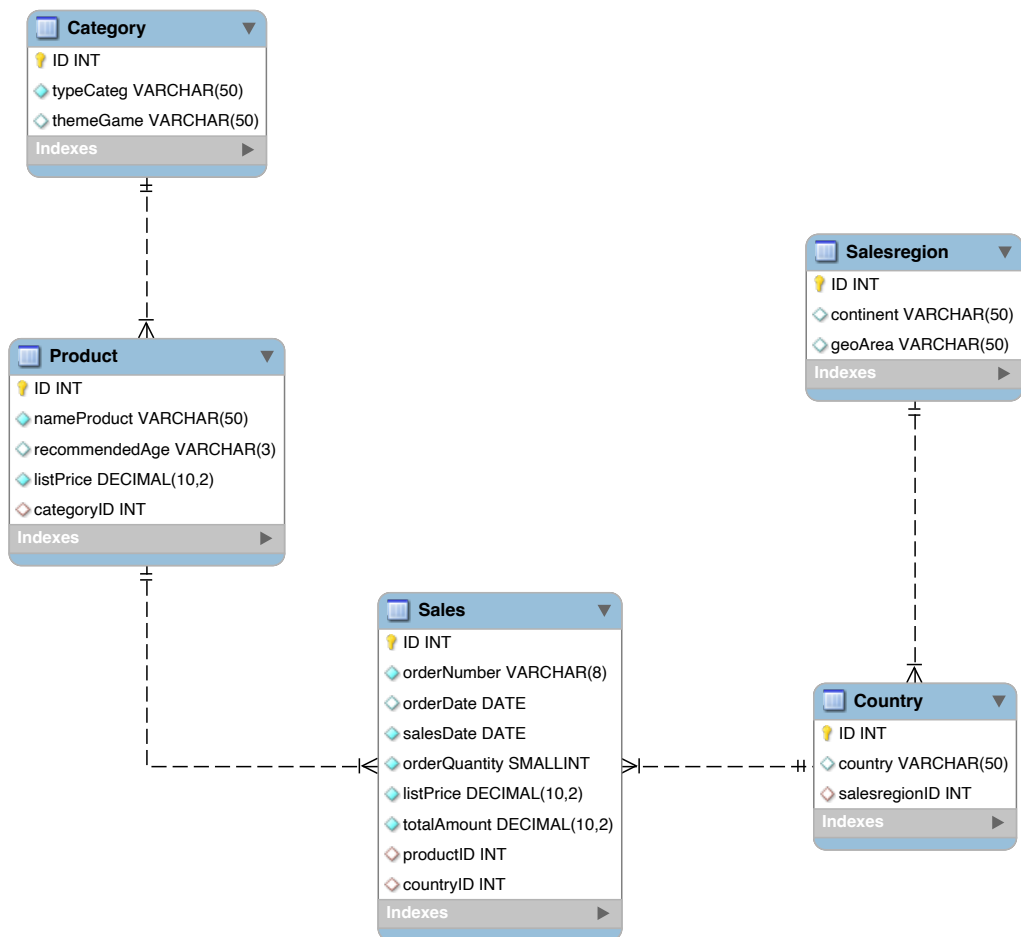 Category
ID INT
typeCateg VARCHAR(50)
themeGame VARCHAR(50)
Indexes
Product
ID INT
nameProduct VARCHAR(50)
recommendedAge VARCHAR(3)
listPrice DECIMAL(10,2)
categoryID INT
Indexes
Sales
ID INT
orderNumber VARCHAR(8)
orderDate DATE
salesDate DATE
orderQuantity SMALLINT
listPrice DECIMAL(10,2)
totalAmount DECIMAL(10,2)
productID INT
countryID INT
Indexes
Salesregion
ID INT
continent VARCHAR(50)
geoArea VARCHAR(50)
Indexes
Country
ID INT
country VARCHAR(50)
salesregionID INT
Indexes